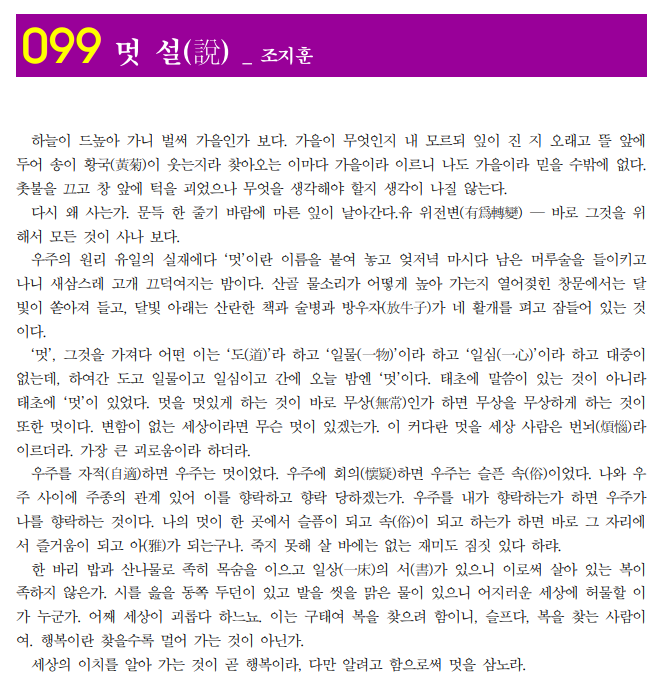 099 멋 설(說) _ 조지훈
하늘이 드높아 가니 벌써 가을인가 보다. 가을이 무엇인지 내 모르되 잎이 진 지 오래고 뜰 앞에
두어 송이 황국(黃菊)이 웃는지라 찾아오는 이마다 가을이라 이르니 나도 가을이라 믿을 수밖에 없다.
촛불을 끄고 창 앞에 턱을 괴었으나 무엇을 생각해야 할지 생각이 나질 않는다.
다시 왜 사는가. 문득 한 줄기 바람에 마른 잎이 날아간다.유 위전변(有爲轉變) ― 바로 그것을 위
해서 모든 것이 사나 보다.
우주의 원리 유일의 실재에다 ‘멋’이란 이름을 붙여 놓고 엊저녁 마시다 남은 머루술을 들이키고
나니 새삼스레 고개 끄덕여지는 밤이다. 산골 물소리가 어떻게 높아 가는지 열어젖힌 창문에서는 달
빛이 쏟아져 들고, 달빛 아래는 산란한 책과 술병과 방우자(放牛子)가 네 활개를 펴고 잠들어 있는 것
이다.
‘멋’, 그것을 가져다 어떤 이는 ‘도(道)’라 하고 ‘일물(一物)’이라 하고 ‘일심(一心)’이라 하고 대중이
없는데, 하여간 도고 일물이고 일심이고 간에 오늘 밤엔 ‘멋’이다. 태초에 말씀이 있는 것이 아니라
태초에 ‘멋’이 있었다. 멋을 멋있게 하는 것이 바로 무상(無常)인가 하면 무상을 무상하게 하는 것이
또한 멋이다. 변함이 없는 세상이라면 무슨 멋이 있겠는가. 이 커다란 멋을 세상 사람은 번뇌(煩惱)라
이르더라. 가장 큰 괴로움이라 하더라.
우주를 자적(自適)하면 우주는 멋이었다. 우주에 회의(懷疑)하면 우주는 슬픈 속(俗)이었다. 나와 우
주 사이에 주종의 관계 있어 이를 향락하고 향락 당하겠는가. 우주를 내가 향락하는가 하면 우주가
나를 향락하는 것이다. 나의 멋이 한 곳에서 슬픔이 되고 속(俗)이 되고 하는가 하면 바로 그 자리에
서 즐거움이 되고 아(雅)가 되는구나. 죽지 못해 살 바에는 없는 재미도 짐짓 있다 하랴.
한 바리 밥과 산나물로 족히 목숨을 이으고 일상(一床)의 서(書)가 있으니 이로써 살아 있는 복이
족하지 않은가. 시를 읊을 동쪽 두던이 있고 발을 씻을 맑은 물이 있으니 어지러운 세상에 허물할 이
가 누군가. 어째 세상이 괴롭다 하느뇨. 이는 구태여 복을 찾으려 함이니, 슬프다, 복을 찾는 사람이
여. 행복이란 찾을수록 멀어 가는 것이 아닌가.
세상의 이치를 알아 가는 것이 곧 행복이라, 다만 알려고 함으로써 멋을 삼노라.